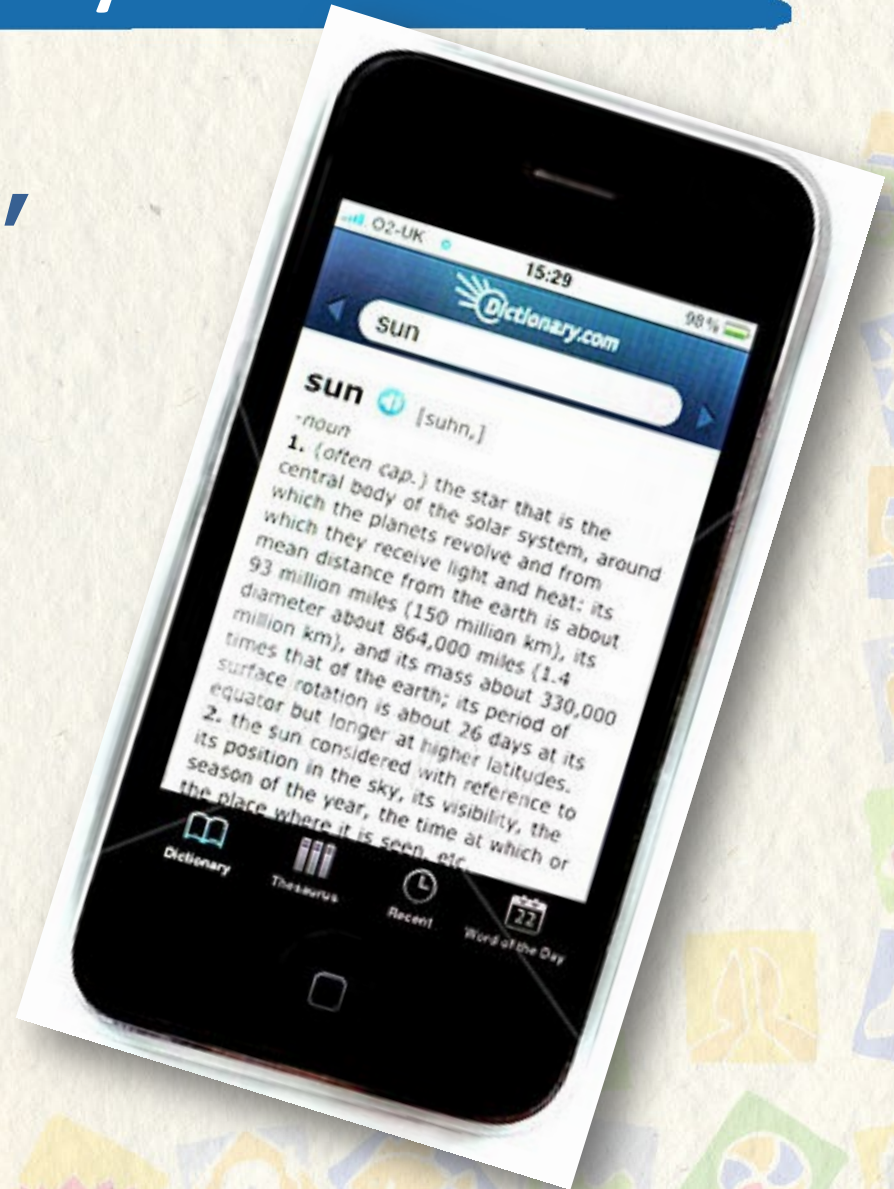 O2-UK 15:29 98%
Dictionary.com
sun
sun [suhn,]
-noun
1. (often cap.) the star that is the
central body of the solar system, around
which the planets revolve and from
which they receive light and heat: its
mean distance from the earth is about
93 million miles (150 million km), its
diameter about 864,000 miles (1.4
million km), and its mass about 330,000
times that of the earth; its period of
surface rotation is about 26 days at its
equator but longer at higher latitudes.
2. the sun considered with reference to
its position in the sky, its visibility, the
season of the year, the time at which or
the place where it is seen, etc.
Dictionary Thesaurus Recent 22 Word of the Day